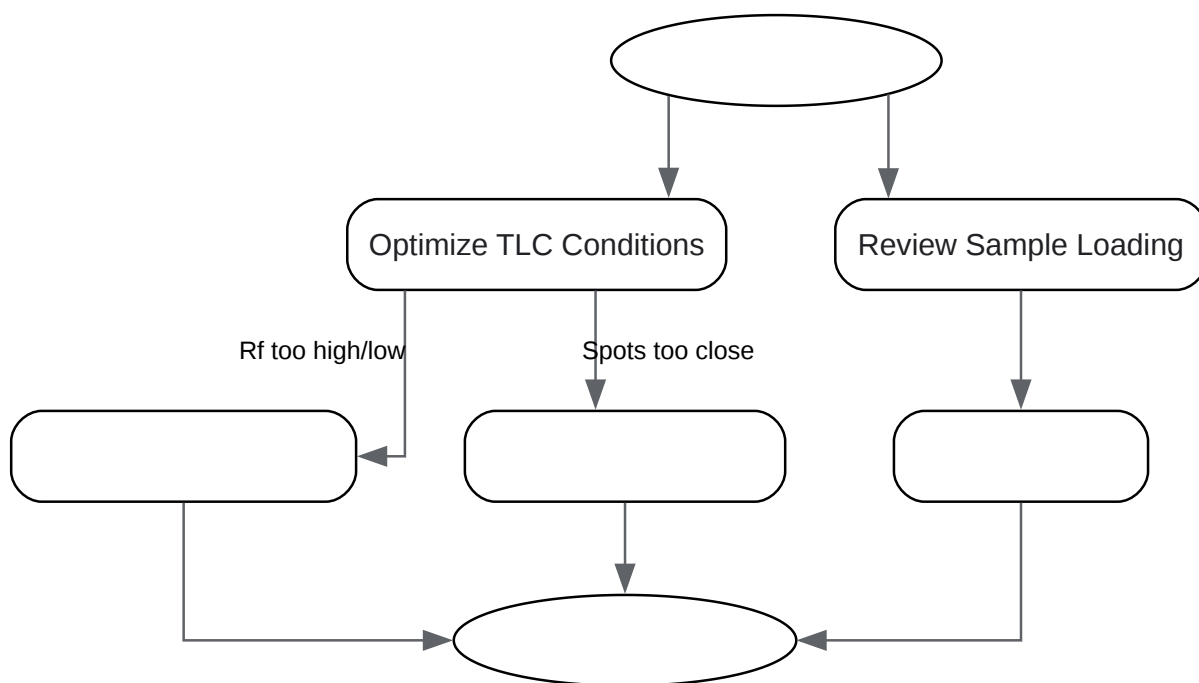 Optimize TLC Conditions
Review Sample Loading
Rf too high/low
Spots too close